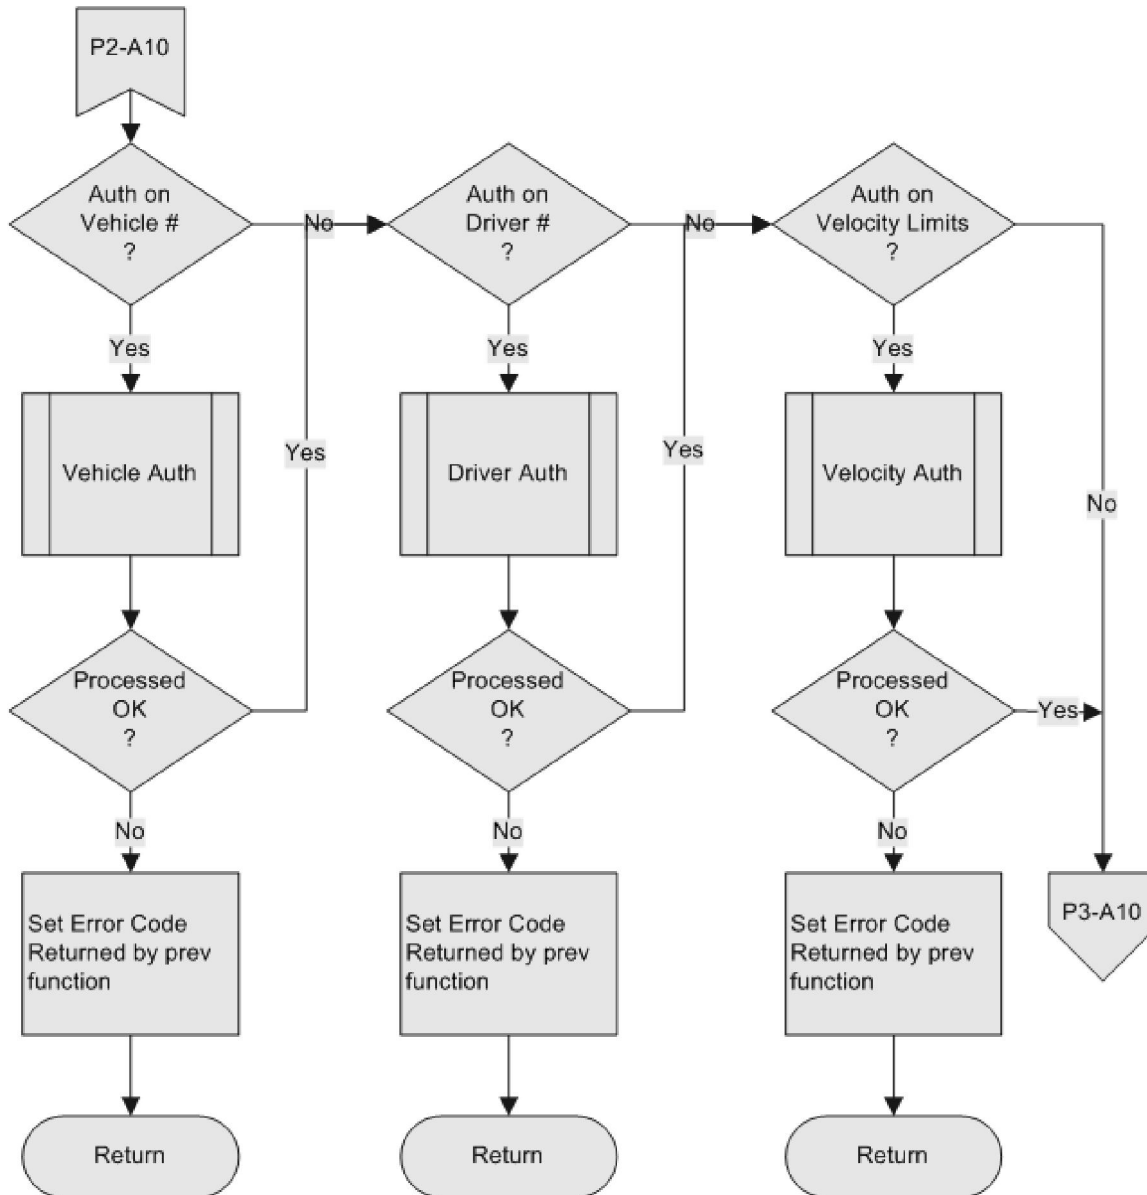 P2-A10
Auth on
Vehicle #
?
No
Auth on
Driver #
?
No
Auth on
Velocity Limits
?
Yes
Yes
Yes
Vehicle Auth
Yes
Driver Auth
Yes
Velocity Auth
No
Processed
OK
?
Processed
OK
?
Processed
OK
?
Yes
No
No
No
Set Error Code
Returned by prev
function
Set Error Code
Returned by prev
function
Set Error Code
Returned by prev
function
P3-A10
Return
Return
Return